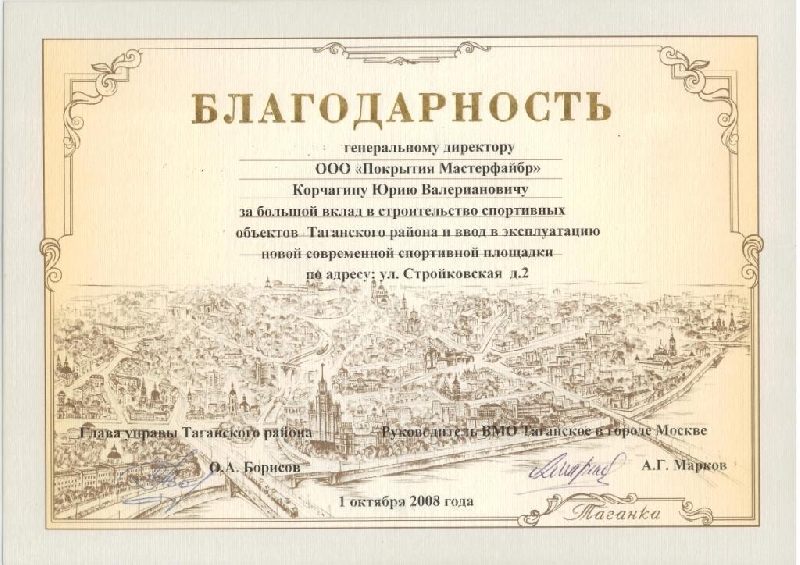 БЛАГОДАРНОСТЬ
генеральному директору
ООО «Покрытия Мастерфайбр»
Корчагину Юрию Валериановичу
за большой вклад в строительство спортивных
объектов Таганского района и ввод в эксплуатацию
новой современной спортивной площадки
по адресу: ул. Стройковская д.2
Глава управы Таганского района
Руководитель ВМО Таганское в городе Москве
О.А. Борисов
А.Г. Марков
1 октября 2008 года
Таганка